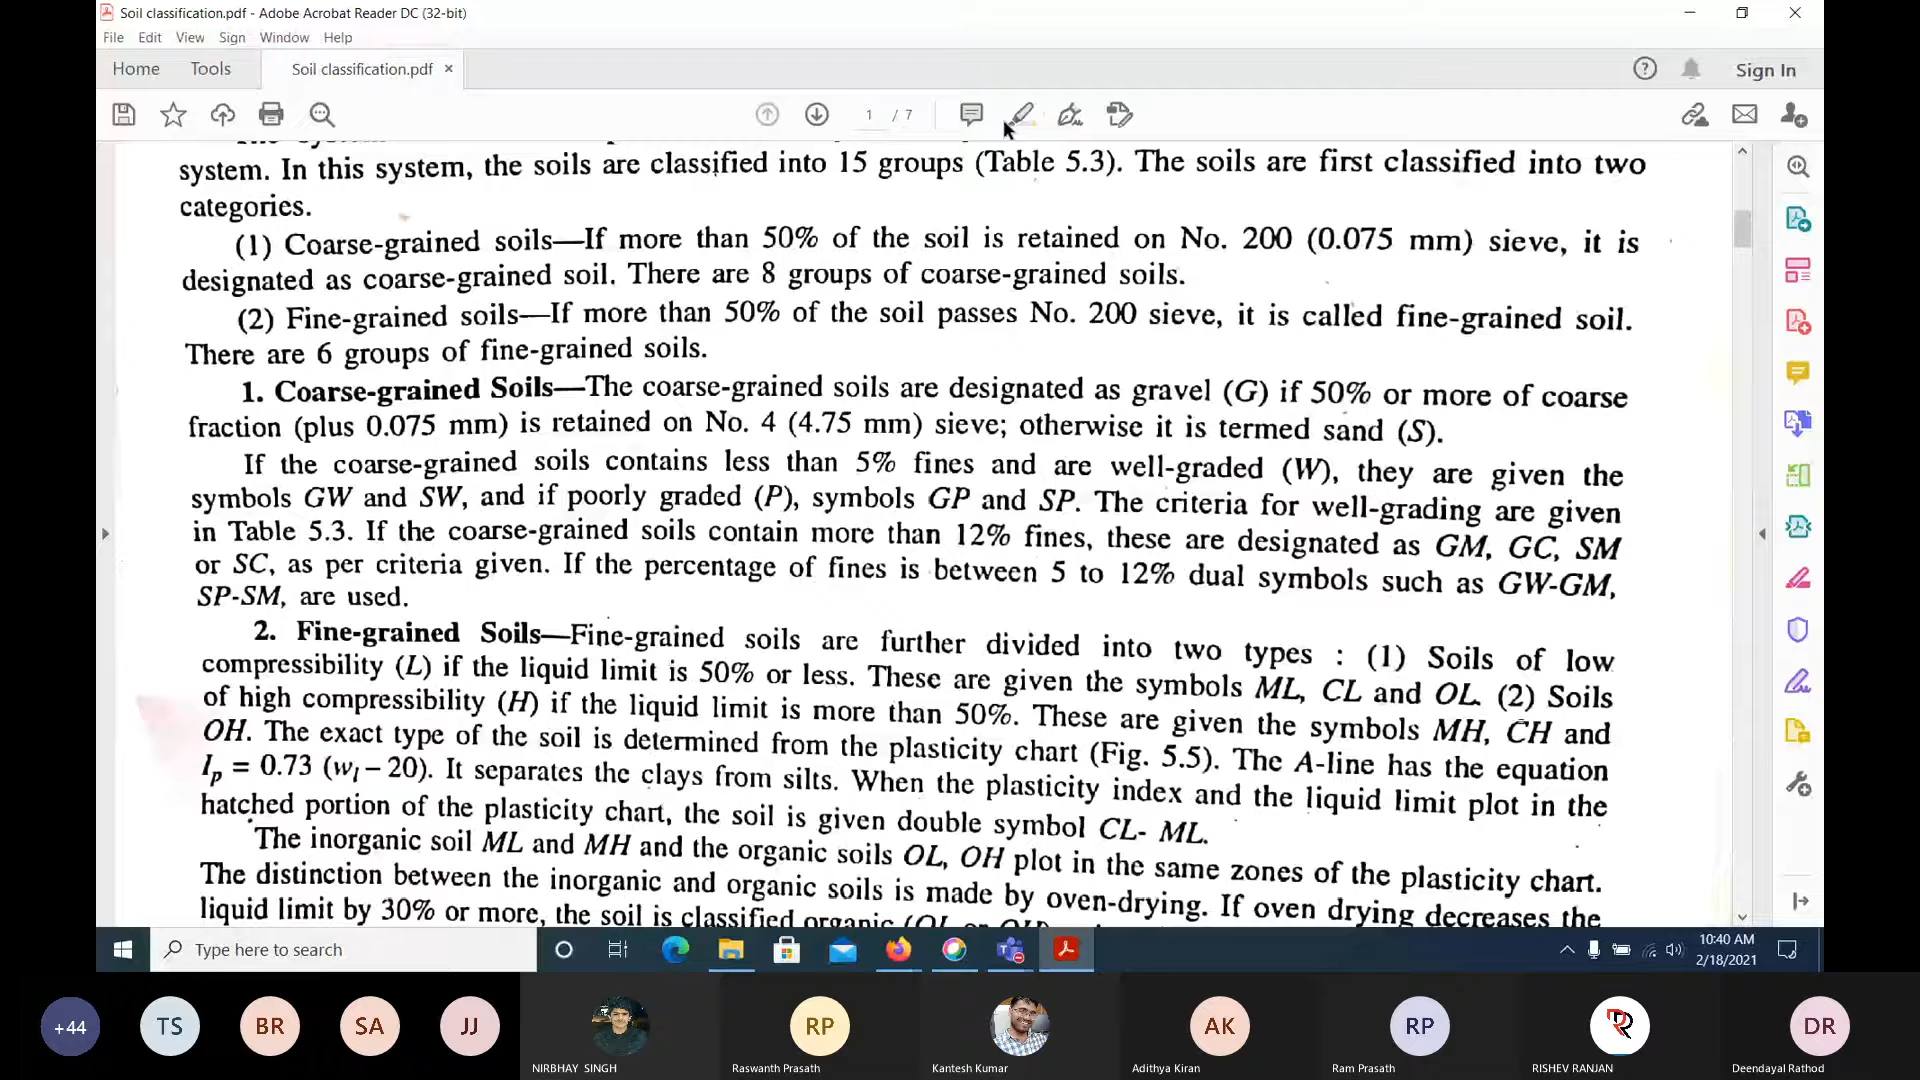 Soil classification.pdf - Adobe Acrobat Reader DC (32-bit)
File Edit View Sign Window Help
Home Tools Soil classification.pdf × Sign In
1 / 7
system. In this system, the soils are classified into 15 groups (Table 5.3). The soils are first classified into two
categories.
(1) Coarse-grained soils—If more than 50% of the soil is retained on No. 200 (0.075 mm) sieve, it is
designated as coarse-grained soil. There are 8 groups of coarse-grained soils.
(2) Fine-grained soils—If more than 50% of the soil passes No. 200 sieve, it is called fine-grained soil.
There are 6 groups of fine-grained soils.
1. Coarse-grained Soils—The coarse-grained soils are designated as gravel (G) if 50% or more of coarse
fraction (plus 0.075 mm) is retained on No. 4 (4.75 mm) sieve; otherwise it is termed sand (S).
If the coarse-grained soils contains less than 5% fines and are well-graded (W), they are given the
symbols GW and SW, and if poorly graded (P), symbols GP and SP. The criteria for well-grading are given
in Table 5.3. If the coarse-grained soils contain more than 12% fines, these are designated as GM, GC, SM
or SC, as per criteria given. If the percentage of fines is between 5 to 12% dual symbols such as GW-GM,
SP-SM, are used.
2. Fine-grained Soils—Fine-grained soils are further divided into two types : (1) Soils of low
compressibility (L) if the liquid limit is 50% or less. These are given the symbols ML, CL and OL. (2) Soils
of high compressibility (H) if the liquid limit is more than 50%. These are given the symbols MH, CH and
OH. The exact type of the soil is determined from the plasticity chart (Fig. 5.5). The A-line has the equation
Ip = 0.73 (wl – 20). It separates the clays from silts. When the plasticity index and the liquid limit plot in the
hatched portion of the plasticity chart, the soil is given double symbol CL- ML.
The inorganic soil ML and MH and the organic soils OL, OH plot in the same zones of the plasticity chart.
The distinction between the inorganic and organic soils is made by oven-drying. If oven drying decreases the
liquid limit by 30% or more, the soil is classified organic (OL or OH)
Type here to search
10:40 AM
2/18/2021
+44 TS BR SA JJ RP AK RP DR
NIRBHAY SINGH Raswanth Prasath Kantesh Kumar Adithya Kiran Ram Prasath RISHEV RANJAN Deendayal Rathod